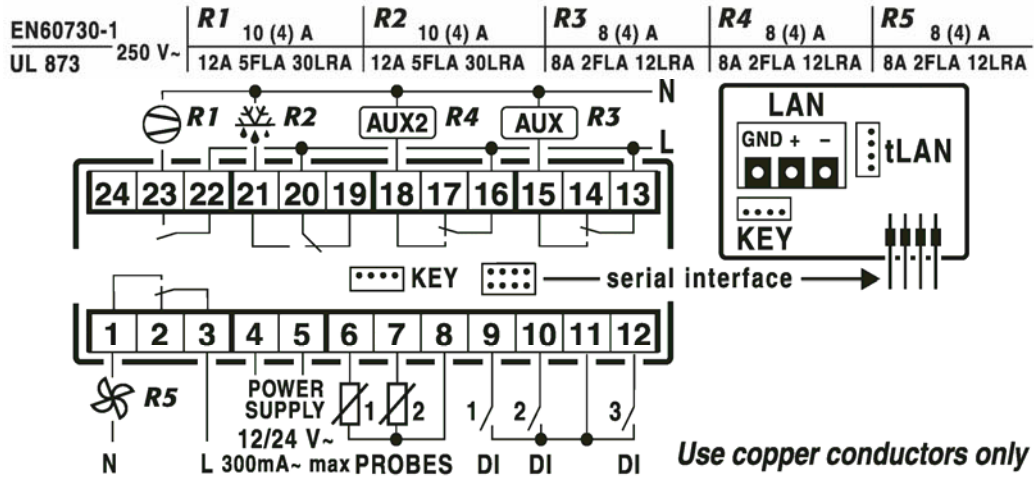 EN60730-1 250 V~ R1 10 (4) A R2 10 (4) A R3 8 (4) A R4 8 (4) A R5 8 (4) A
UL 873 12A 5FLA 30LRA 12A 5FLA 30LRA 8A 2FLA 12LRA 8A 2FLA 12LRA 8A 2FLA 12LRA
N
R1 R2 AUX2 R4 AUX R3
L
24 23 22 21 20 19 18 17 16 15 14 13
LAN
GND + -
tLAN
KEY
KEY serial interface
1 2 3 4 5 6 7 8 9 10 11 12
R5 POWER
SUPPLY 1 2 1 2 3
12/24 V~
N L 300mA~ max PROBES DI DI DI
Use copper conductors only